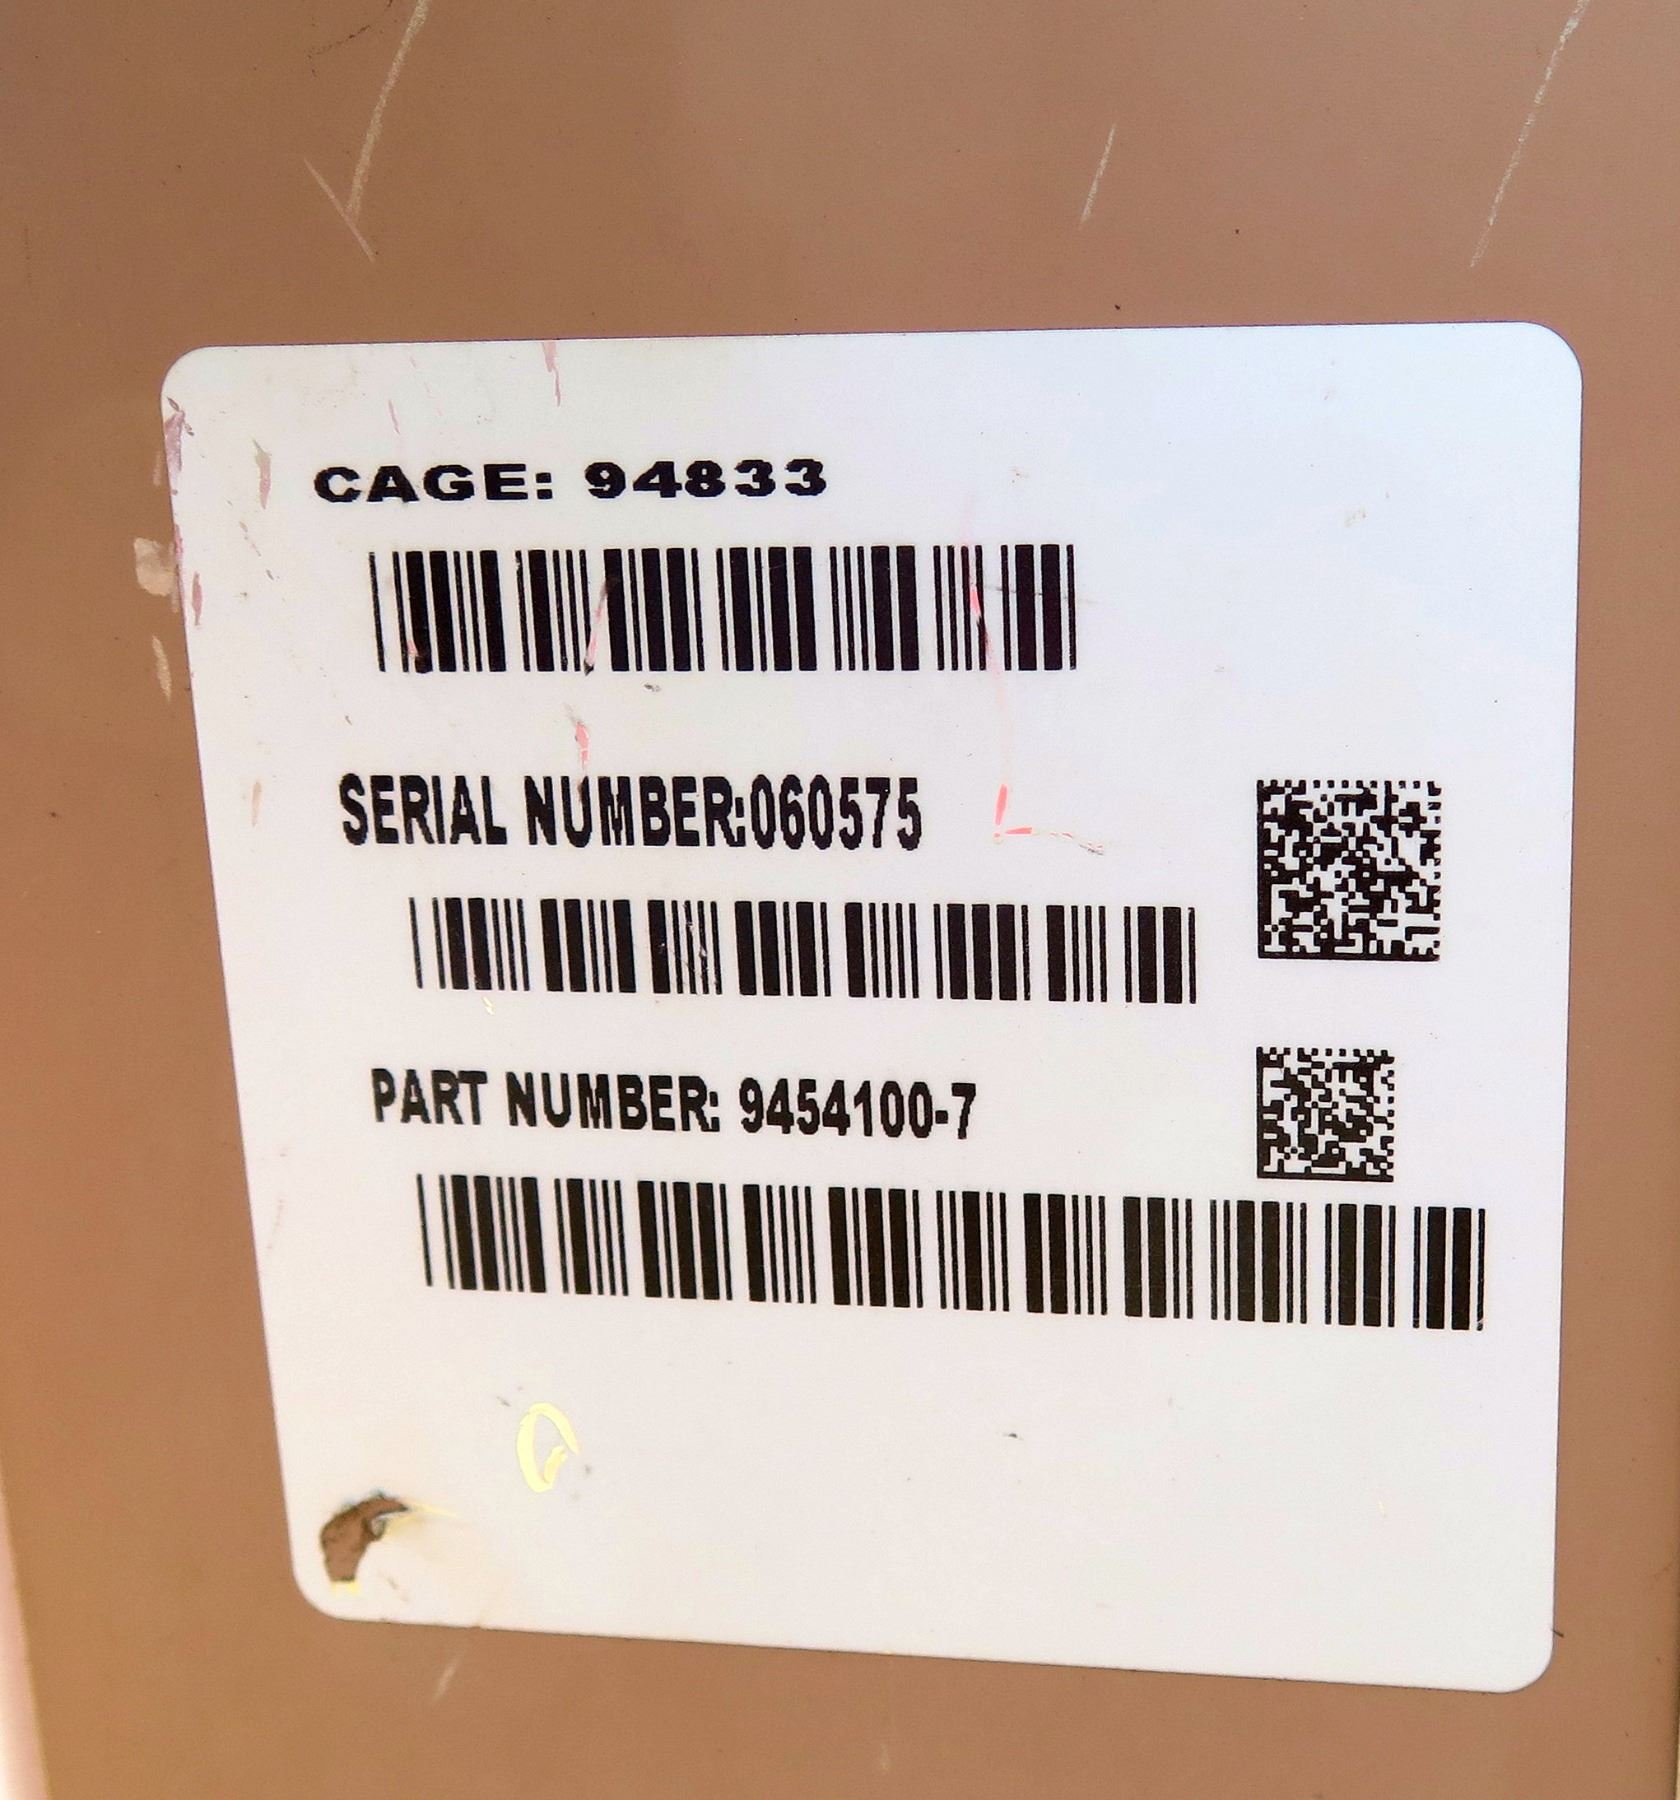 CAGE: 94833
SERIAL NUMBER:060575
PART NUMBER: 9454100-7